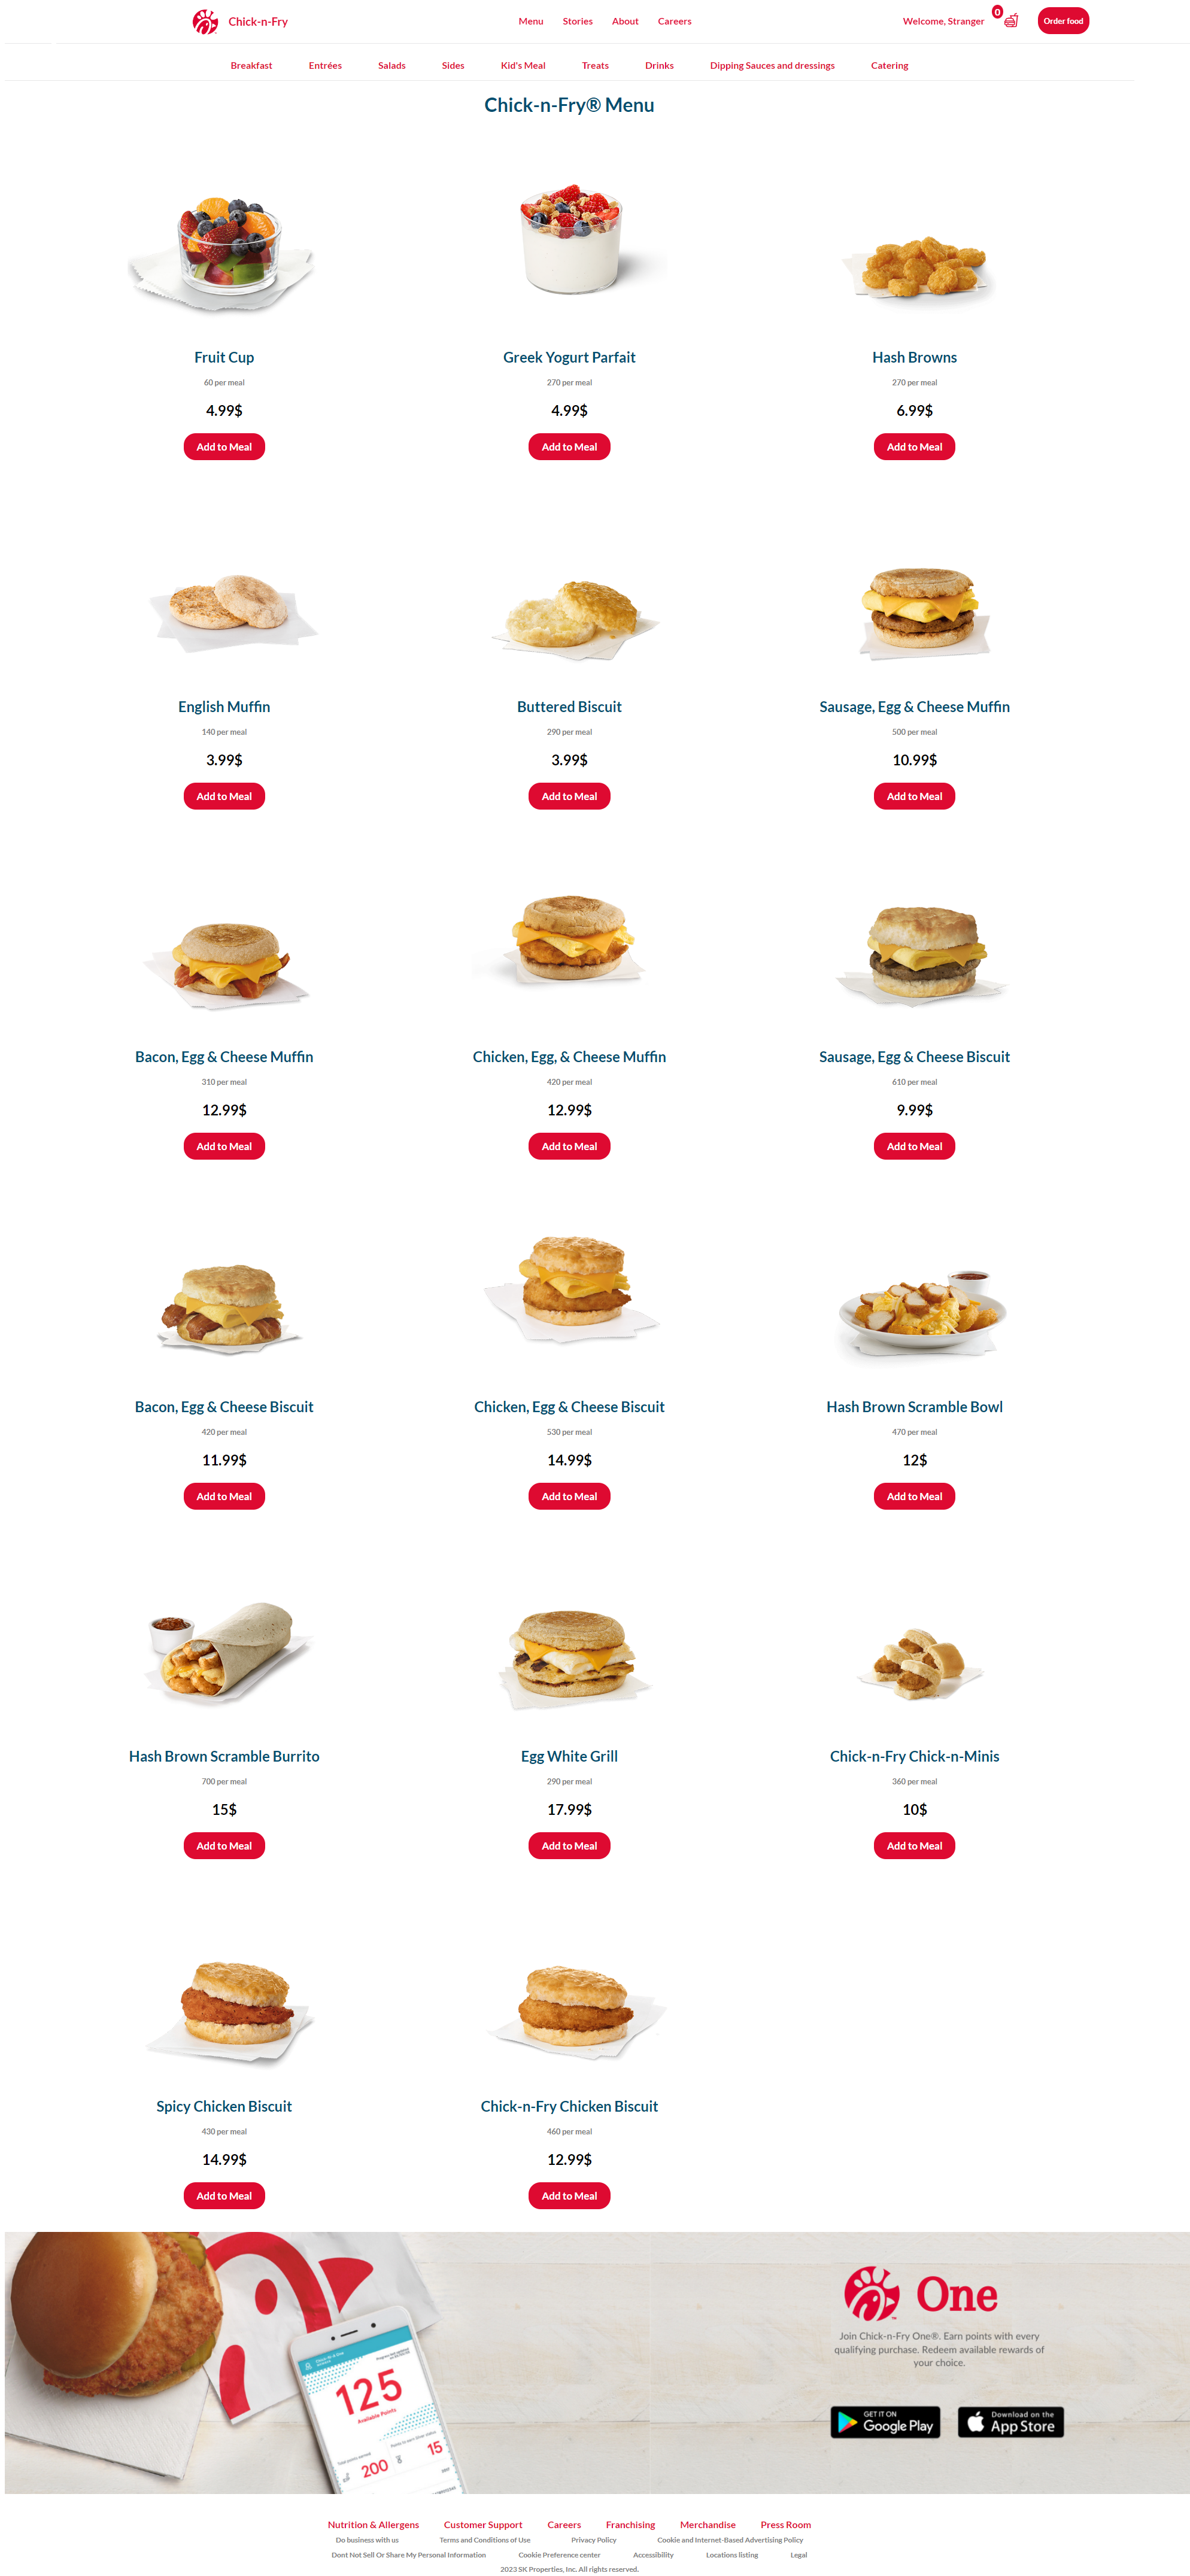 Chick-n-Fry
Menu Stories About Careers
Welcome, Stranger
0
Order food
Breakfast Entrées Salads Sides Kid's Meal Treats Drinks Dipping Sauces and dressings Catering
Chick-n-Fry® Menu
Fruit Cup
60 per meal
4.99$
Add to Meal
Greek Yogurt Parfait
270 per meal
4.99$
Add to Meal
Hash Browns
270 per meal
6.99$
Add to Meal
English Muffin
140 per meal
3.99$
Add to Meal
Buttered Biscuit
290 per meal
3.99$
Add to Meal
Sausage, Egg & Cheese Muffin
500 per meal
10.99$
Add to Meal
Bacon, Egg & Cheese Muffin
310 per meal
12.99$
Add to Meal
Chicken, Egg, & Cheese Muffin
420 per meal
12.99$
Add to Meal
Sausage, Egg & Cheese Biscuit
610 per meal
9.99$
Add to Meal
Bacon, Egg & Cheese Biscuit
420 per meal
11.99$
Add to Meal
Chicken, Egg & Cheese Biscuit
530 per meal
14.99$
Add to Meal
Hash Brown Scramble Bowl
470 per meal
12$
Add to Meal
Hash Brown Scramble Burrito
700 per meal
15$
Add to Meal
Egg White Grill
290 per meal
17.99$
Add to Meal
Chick-n-Fry Chick-n-Minis
360 per meal
10$
Add to Meal
Spicy Chicken Biscuit
430 per meal
14.99$
Add to Meal
Chick-n-Fry Chicken Biscuit
460 per meal
12.99$
Add to Meal
125
Available Points
200
15
One
Join Chick-n-Fry One®. Earn points with every
qualifying purchase. Redeem available rewards of
your choice.
GET IT ON
Google Play
Download on the
App Store
Nutrition & Allergens Customer Support Careers Franchising Merchandise Press Room
Do business with us Terms and Conditions of Use Privacy Policy Cookie and Internet-Based Advertising Policy
Dont Not Sell Or Share My Personal Information Cookie Preference center Accessibility Locations listing Legal
2023 SK Properties, Inc. All rights reserved.